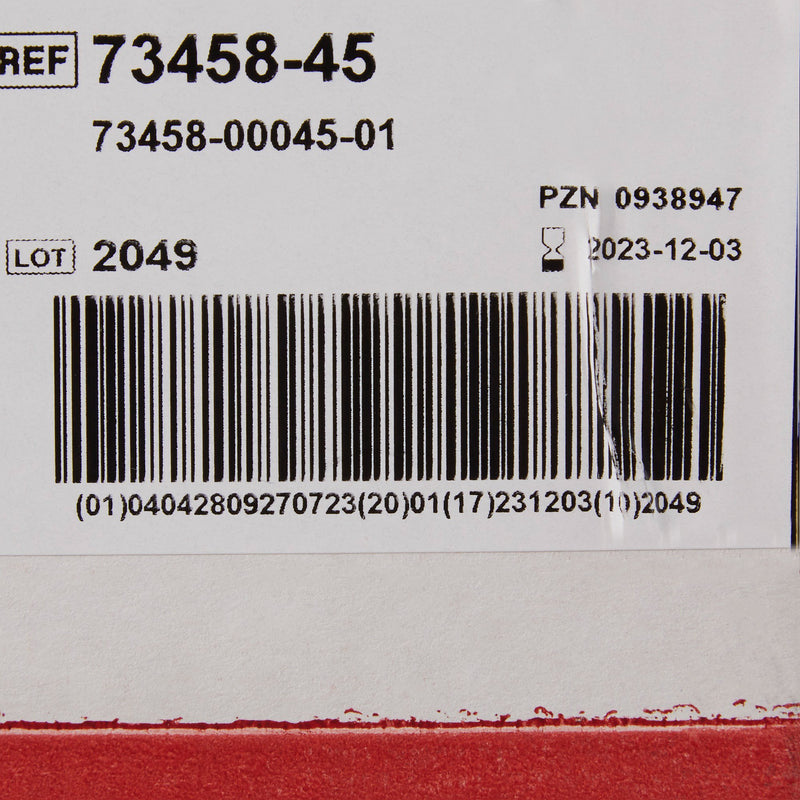 REF 73458-45
73458-00045-01
PZN 0938947
LOT 2049
2023-12-03
(01)04042809270723(20)01(17)231203(10)2049